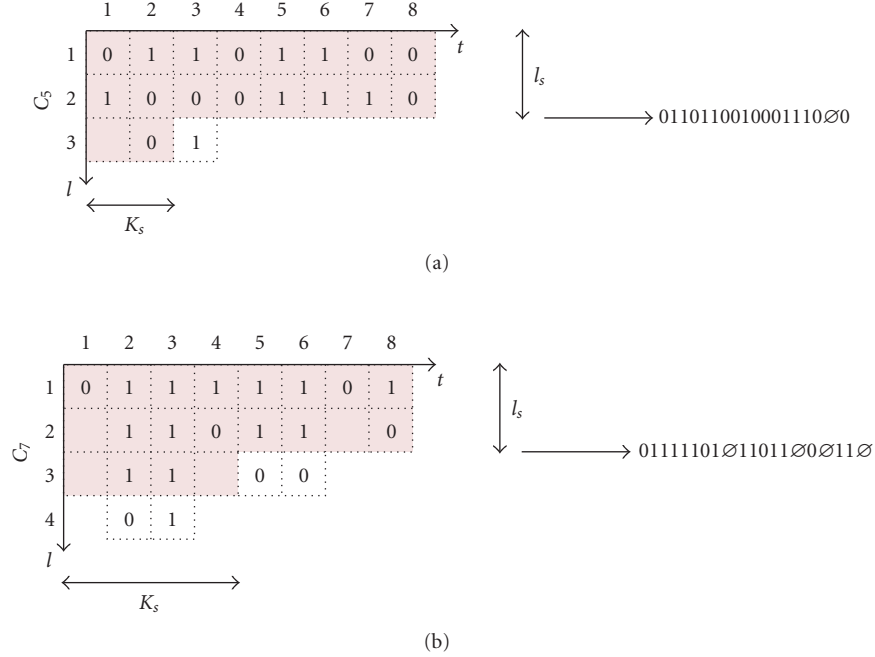 1 2 3 4 5 6 7 8
t
1 0 1 1 0 1 1 0 0
C5
2 1 0 0 0 1 1 1 0
3 0 1
l
Ks
ls
0110110010001110∅0
(a)
1 2 3 4 5 6 7 8
t
1 0 1 1 1 1 1 0 1
C7
2 1 1 0 1 1 0
3 1 1 0 0
4 0 1
l
Ks
ls
01111101∅11011∅0∅11∅
(b)